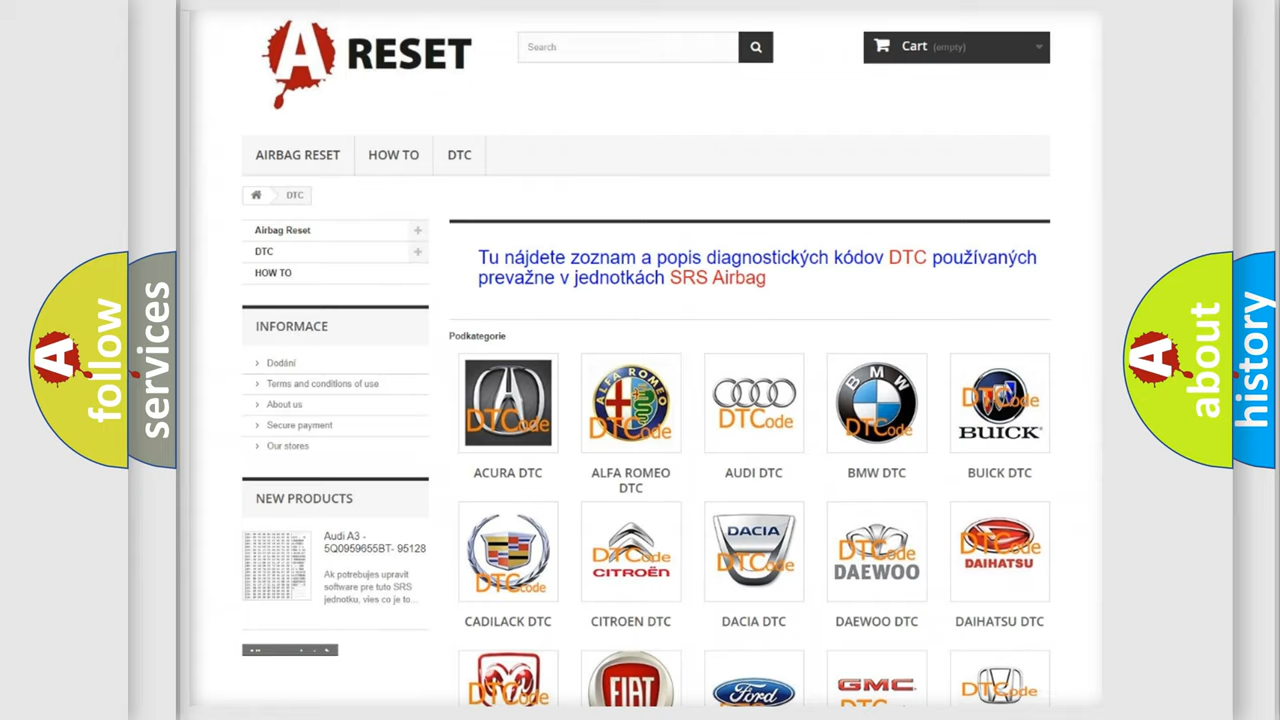 A RESET
Search
Cart (empty)
AIRBAG RESET
HOW TO
DTC
DTC
Airbag Reset
DTC
HOW TO
Tu nájdete zoznam a popis diagnostických kódov DTC používaných
prevažne v jednotkách SRS Airbag
INFORMACE
Dodání
Terms and conditions of use
About us
Secure payment
Our stores
Podkategorie
DTCode
ALFA ROMEO
DTCode
DTCode
BMW
DTCode
DTCode
BUICK
ACURA DTC
ALFA ROMEO
DTC
AUDI DTC
BMW DTC
BUICK DTC
NEW PRODUCTS
Audi A3 -
5Q0959655BT- 95128
Ak potrebujes upravit
software pre tuto SRS
jednotku, vies co je to...
DTCode
DTCode
CITROËN
DACIA
DTCode
DTCode
DAEWOO
DTCode
DAIHATSU
CADILACK DTC
CITROEN DTC
DACIA DTC
DAEWOO DTC
DAIHATSU DTC
DTCode
FIAT
Ford
GMC
DTCode
A follow
services
A about
history